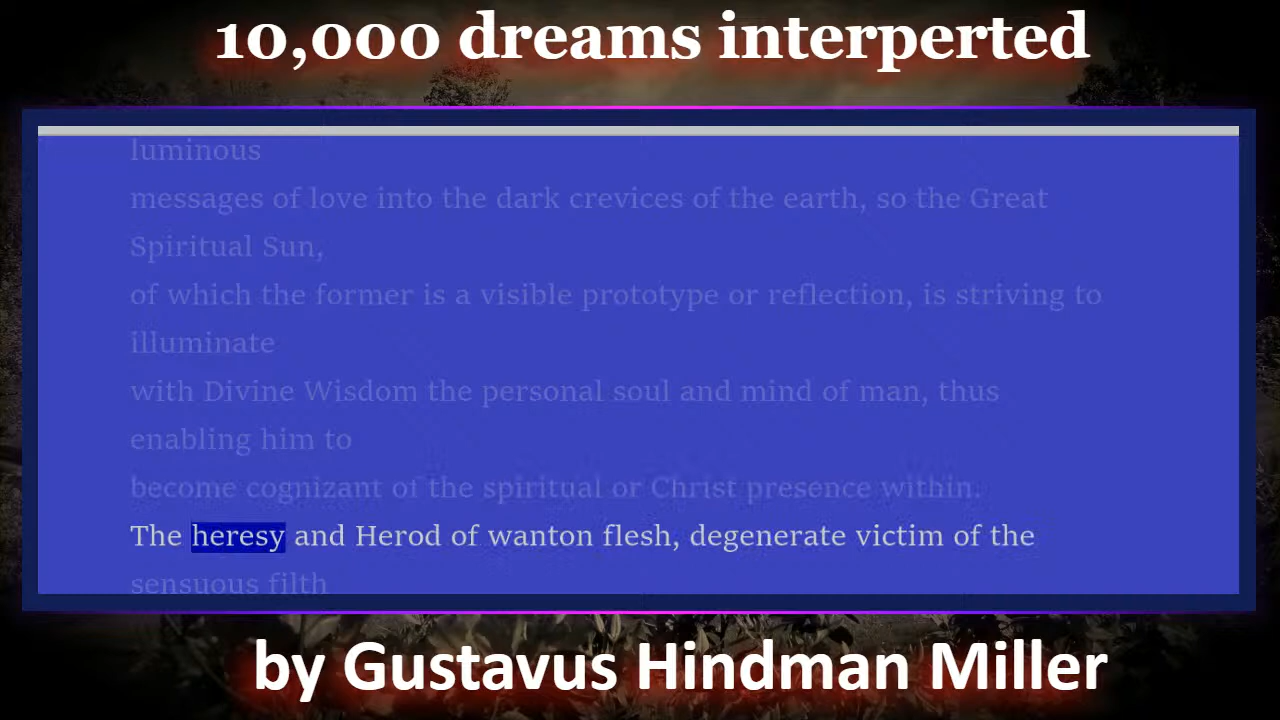 10,000 dreams interperted
luminous
messages of love into the dark crevices of the earth, so the Great
Spiritual Sun,
of which the former is a visible prototype or reflection, is striving to
illuminate
with Divine Wisdom the personal soul and mind of man, thus
enabling him to
become cognizant of the spiritual or Christ presence within.
The heresy and Herod of wanton flesh, degenerate victim of the
sensuous filth
by Gustavus Hindman Miller